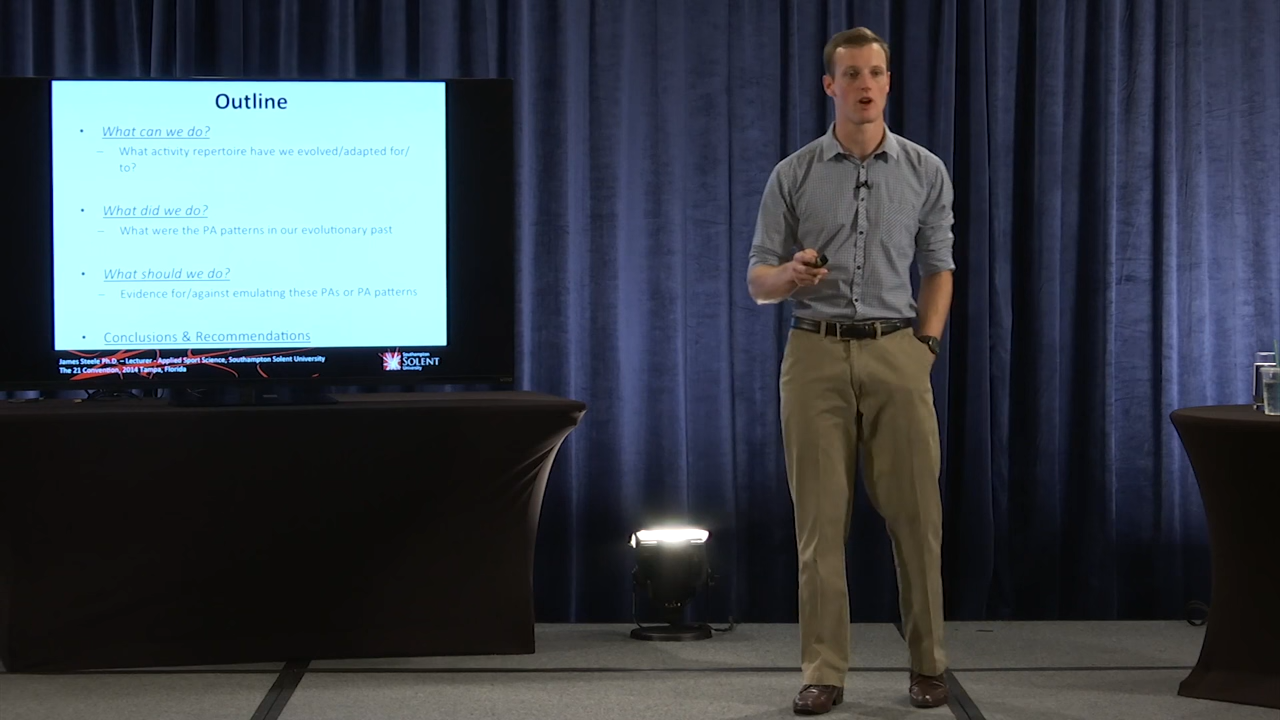 Outline
• What can we do?
– What activity repertoire have we evolved/adapted for/
to?
• What did we do?
– What were the PA patterns in our evolutionary past
• What should we do?
– Evidence for/against emulating these PAs or PA patterns
• Conclusions & Recommendations
James Steele Ph.D. – Lecturer - Applied Sport Science, Southampton Solent University
The 21 Convention, 2014 Tampa, Florida
Southampton
SOLENT
University